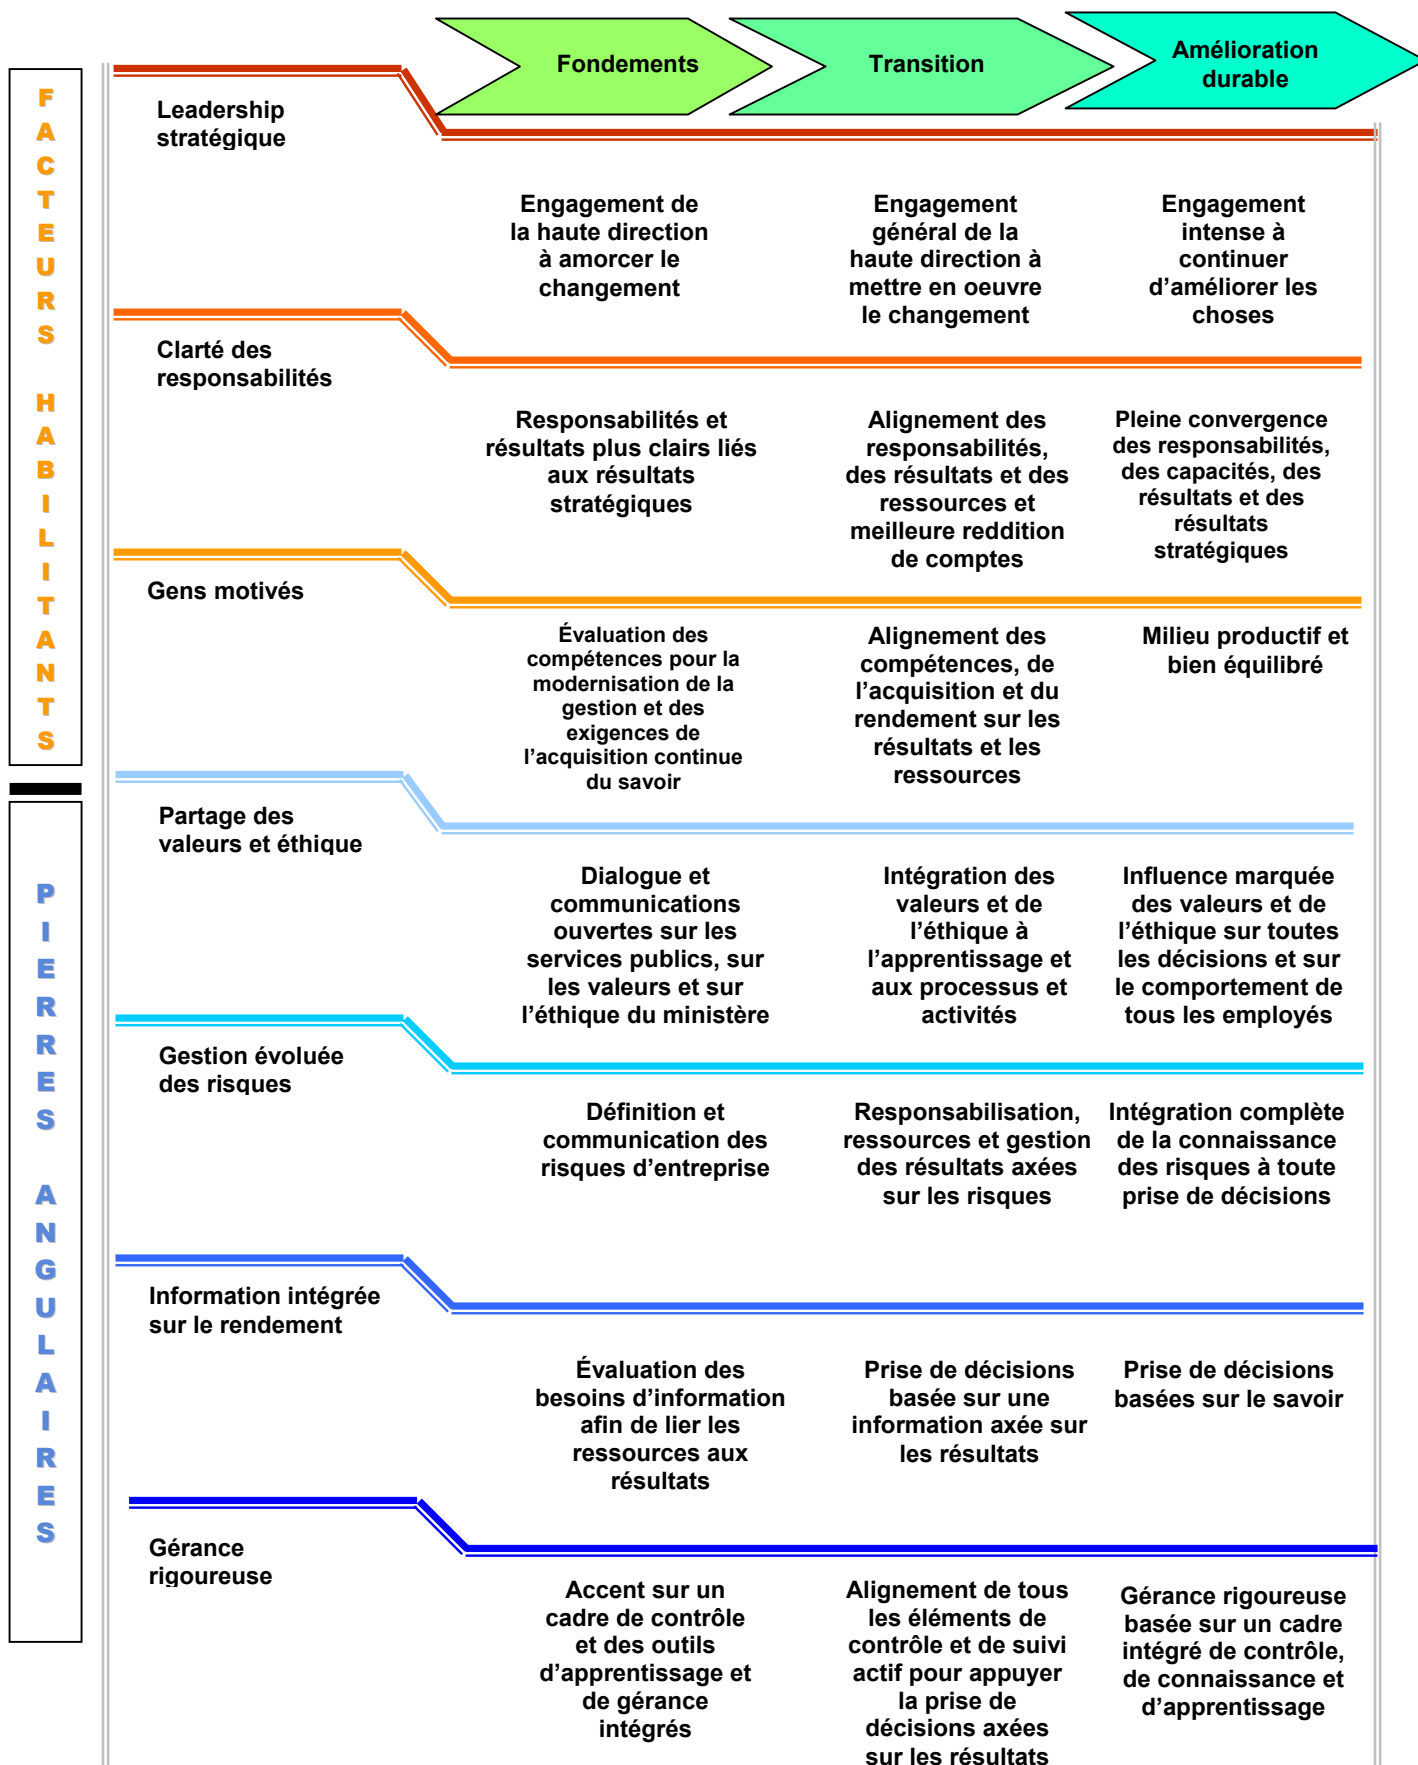 Fondements
Transition
Amélioration
durable
FACTEURS HABILITANTS
Leadership
stratégique
Engagement de
la haute direction
à amorcer le
changement
Engagement
général de la
haute direction à
mettre en oeuvre
le changement
Engagement
intense à
continuer
d’améliorer les
choses
Clarté des
responsabilités
Responsabilités et
résultats plus clairs liés
aux résultats
stratégiques
Alignement des
responsabilités,
des résultats et des
ressources et
meilleure reddition
de comptes
Pleine convergence
des responsabilités,
des capacités, des
résultats et des
résultats
stratégiques
Gens motivés
Évaluation des
compétences pour la
modernisation de la
gestion et des
exigences de
l’acquisition continue
du savoir
Alignement des
compétences, de
l’acquisition et du
rendement sur les
résultats et les
ressources
Milieu productif et
bien équilibré
PIERRES ANGULAIRES
Partage des
valeurs et éthique
Dialogue et
communications
ouvertes sur les
services publics, sur
les valeurs et sur
l’éthique du ministère
Intégration des
valeurs et de
l’éthique à
l’apprentissage et
aux processus et
activités
Influence marquée
des valeurs et de
l’éthique sur toutes
les décisions et sur
le comportement de
tous les employés
Gestion évoluée
des risques
Définition et
communication des
risques d’entreprise
Responsabilisation,
ressources et gestion
des résultats axées
sur les risques
Intégration complète
de la connaissance
des risques à toute
prise de décisions
Information intégrée
sur le rendement
Évaluation des
besoins d’information
afin de lier les
ressources aux
résultats
Prise de décisions
basée sur une
information axée sur
les résultats
Prise de décisions
basées sur le savoir
Gérance
rigoureuse
Accent sur un
cadre de contrôle
et des outils
d’apprentissage et
de gérance
intégrés
Alignement de tous
les éléments de
contrôle et de suivi
actif pour appuyer
la prise de
décisions axées
sur les résultats
Gérance rigoureuse
basée sur un cadre
intégré de contrôle,
de connaissance et
d’apprentissage